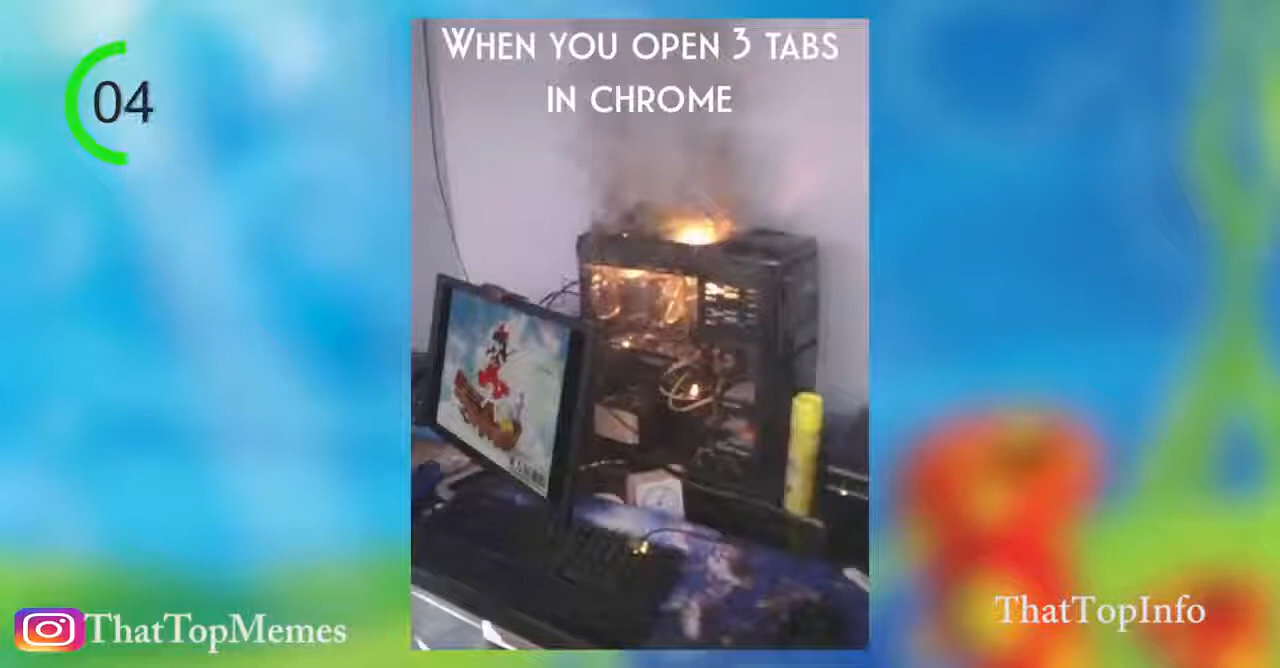 WHEN YOU OPEN 3 TABS
IN CHROME
04
ThatTopMemes
ThatTopInfo